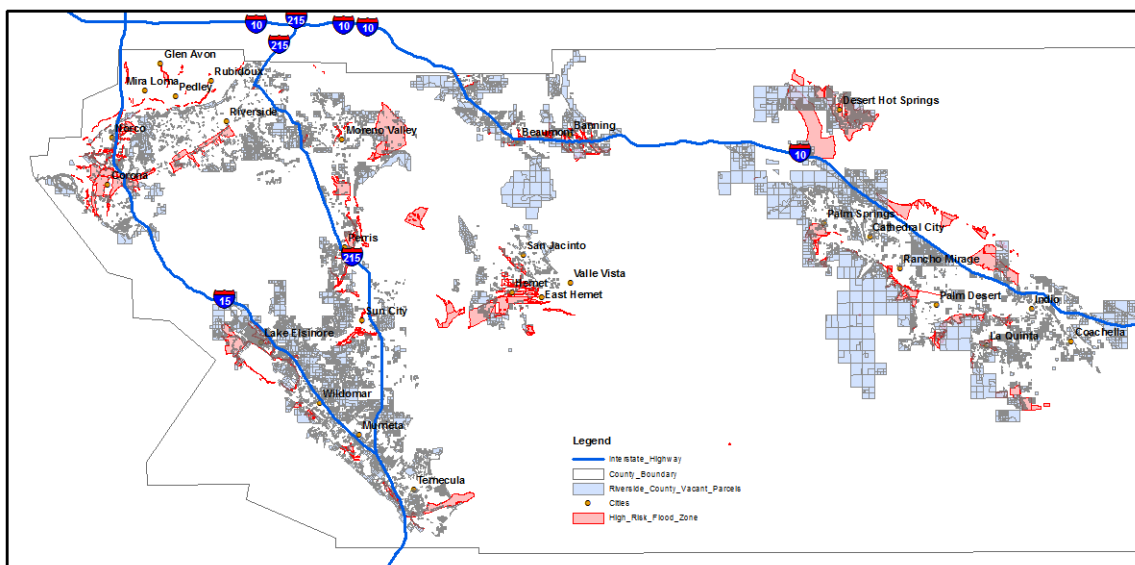 10
215
10
10
215
Glen Avon
Rubidoux
Mira Loma
Pedley
Riverside
Norco
Moreno Valley
Corona
Beaumont
Banning
Desert Hot Springs
10
Palm Springs
Cathedral City
Perris
215
San Jacinto
Rancho Mirage
Valle Vista
Hemet
East Hemet
15
Sun City
Palm Desert
Indio
Lake Elsinore
La Quinta
Coachella
Wildomar
Murrieta
Temecula
Legend
Interstate_Highway
County_Boundary
Riverside_County_Vacant_Parcels
Cities
High_Risk_Flood_Zone